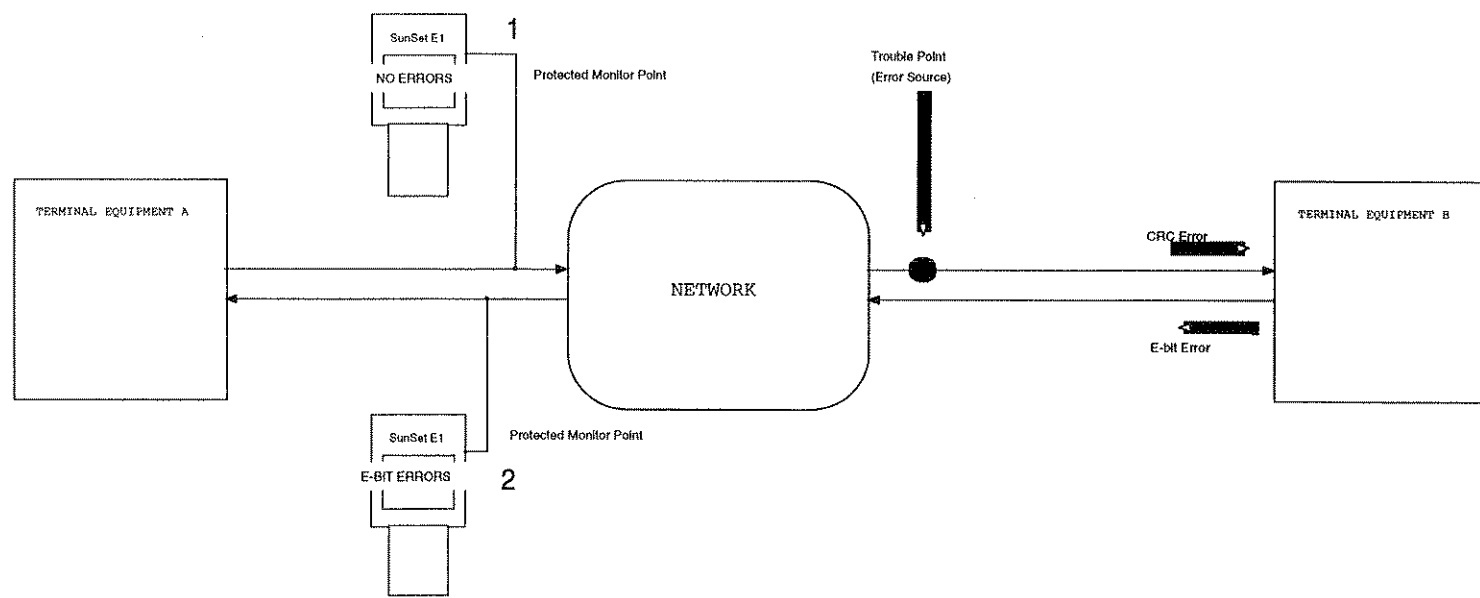 1
SunSet E1
NO ERRORS
Protected Monitor Point
Trouble Point
(Error Source)
TERMINAL EQUIPMENT A
TERMINAL EQUIPMENT B
CRC Error
NETWORK
E-bit Error
SunSet E1
Protected Monitor Point
E-BIT ERRORS
2